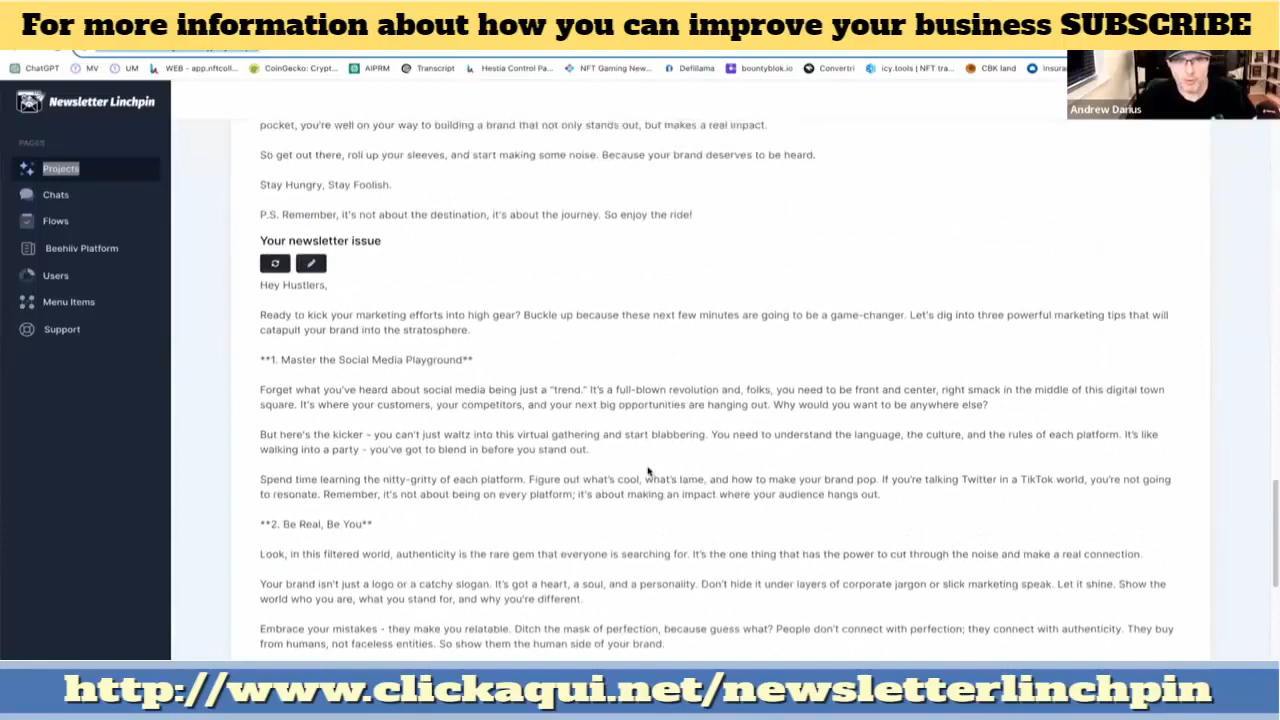 For more information about how you can improve your business SUBSCRIBE
ChatGPT MV UM WEB - app.nftcoll... CoinGecko: Crypt... AIPRM Transcript Hestia Control Pa... NFT Gaming New... Defillama bountyblok.io Convertri icy.tools | NFT tra... CBK land Insura
Andrew Darius
Newsletter Linchpin
PAGES
Projects
Chats
Flows
Beehiiv Platform
Users
Menu Items
Support
pocket, you're well on your way to building a brand that not only stands out, but makes a real impact.
So get out there, roll up your sleeves, and start making some noise. Because your brand deserves to be heard.
Stay Hungry, Stay Foolish.
P.S. Remember, it's not about the destination, it's about the journey. So enjoy the ride!
Your newsletter issue
Hey Hustlers,
Ready to kick your marketing efforts into high gear? Buckle up because these next few minutes are going to be a game-changer. Let's dig into three powerful marketing tips that will
catapult your brand into the stratosphere.
**1. Master the Social Media Playground**
Forget what you've heard about social media being just a "trend." It's a full-blown revolution and, folks, you need to be front and center, right smack in the middle of this digital town
square. It's where your customers, your competitors, and your next big opportunities are hanging out. Why would you want to be anywhere else?
But here's the kicker - you can't just waltz into this virtual gathering and start blabbering. You need to understand the language, the culture, and the rules of each platform. It's like
walking into a party - you've got to blend in before you stand out.
Spend time learning the nitty-gritty of each platform. Figure out what's cool, what's lame, and how to make your brand pop. If you're talking Twitter in a TikTok world, you're not going
to resonate. Remember, it's not about being on every platform; it's about making an impact where your audience hangs out.
**2. Be Real, Be You**
Look, in this filtered world, authenticity is the rare gem that everyone is searching for. It's the one thing that has the power to cut through the noise and make a real connection.
Your brand isn't just a logo or a catchy slogan. It's got a heart, a soul, and a personality. Don't hide it under layers of corporate jargon or slick marketing speak. Let it shine. Show the
world who you are, what you stand for, and why you're different.
Embrace your mistakes - they make you relatable. Ditch the mask of perfection, because guess what? People don't connect with perfection; they connect with authenticity. They buy
from humans, not faceless entities. So show them the human side of your brand.
http://www.clickaqui.net/newsletterlinchpin